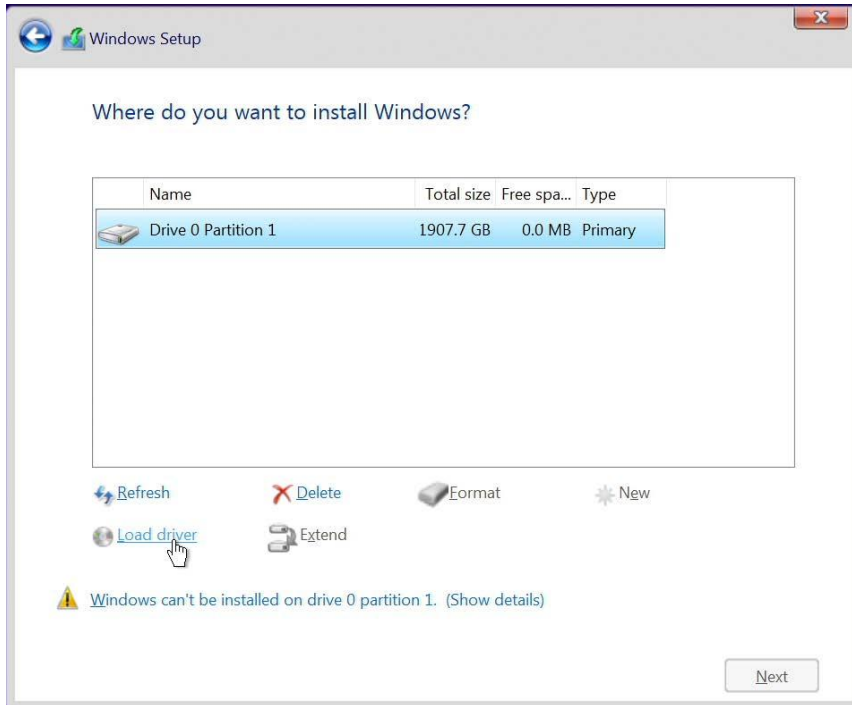 Windows Setup
Where do you want to install Windows?
Name Total size Free spa... Type
Drive 0 Partition 1 1907.7 GB 0.0 MB Primary
Refresh Delete Format New
Load driver Extend
Windows can't be installed on drive 0 partition 1. (Show details)
Next